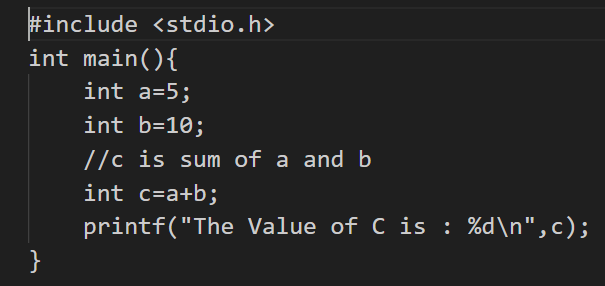 #include <stdio.h>
int main(){
    int a=5;
    int b=10;
    //c is sum of a and b
    int c=a+b;
    printf("The Value of C is : %d\n",c);
}